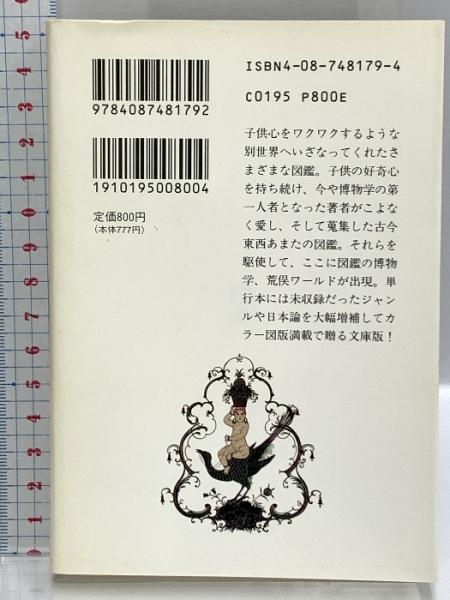 ISBN4-08-748179-4
9784087481792
C0195 P800E
1910195008004
定価800円
（本体777円）
子供心をワクワクするような
別世界へいざなってくれたさ
まざまな図鑑。子供の好奇心
を持ち続け、今や博物学の第
一人者となった著者がこよな
く愛し、そして蒐集した古今
東西あまたの図鑑。それらを
駆使して、ここに図鑑の博物
学、荒俣ワールドが出現。単
行本には未収録だったジャン
ルや日本論を大幅増補してカ
ラー図版満載で贈る文庫版！